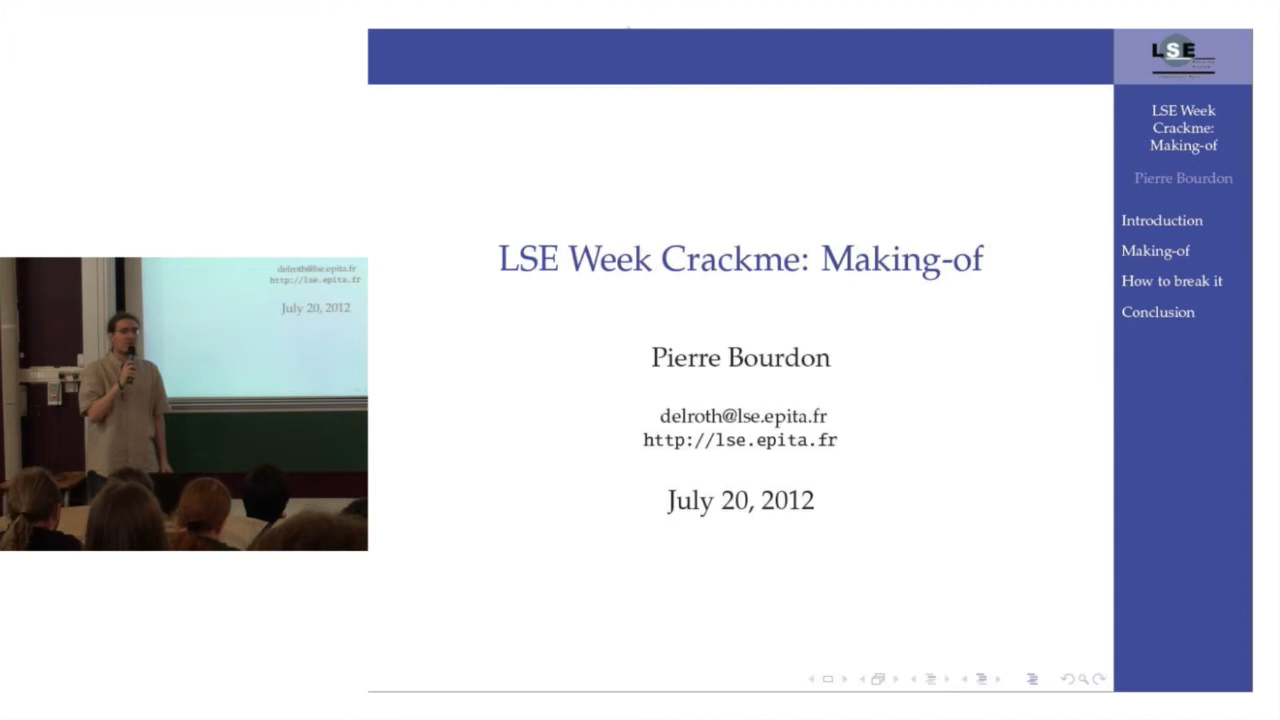 LSE
LSE Week
Crackme:
Making-of
Pierre Bourdon
Introduction
Making-of
How to break it
Conclusion
LSE Week Crackme: Making-of
Pierre Bourdon
delroth@lse.epita.fr
http://lse.epita.fr
July 20, 2012
delroth@lse.epita.fr
http://lse.epita.fr
July 20, 2012